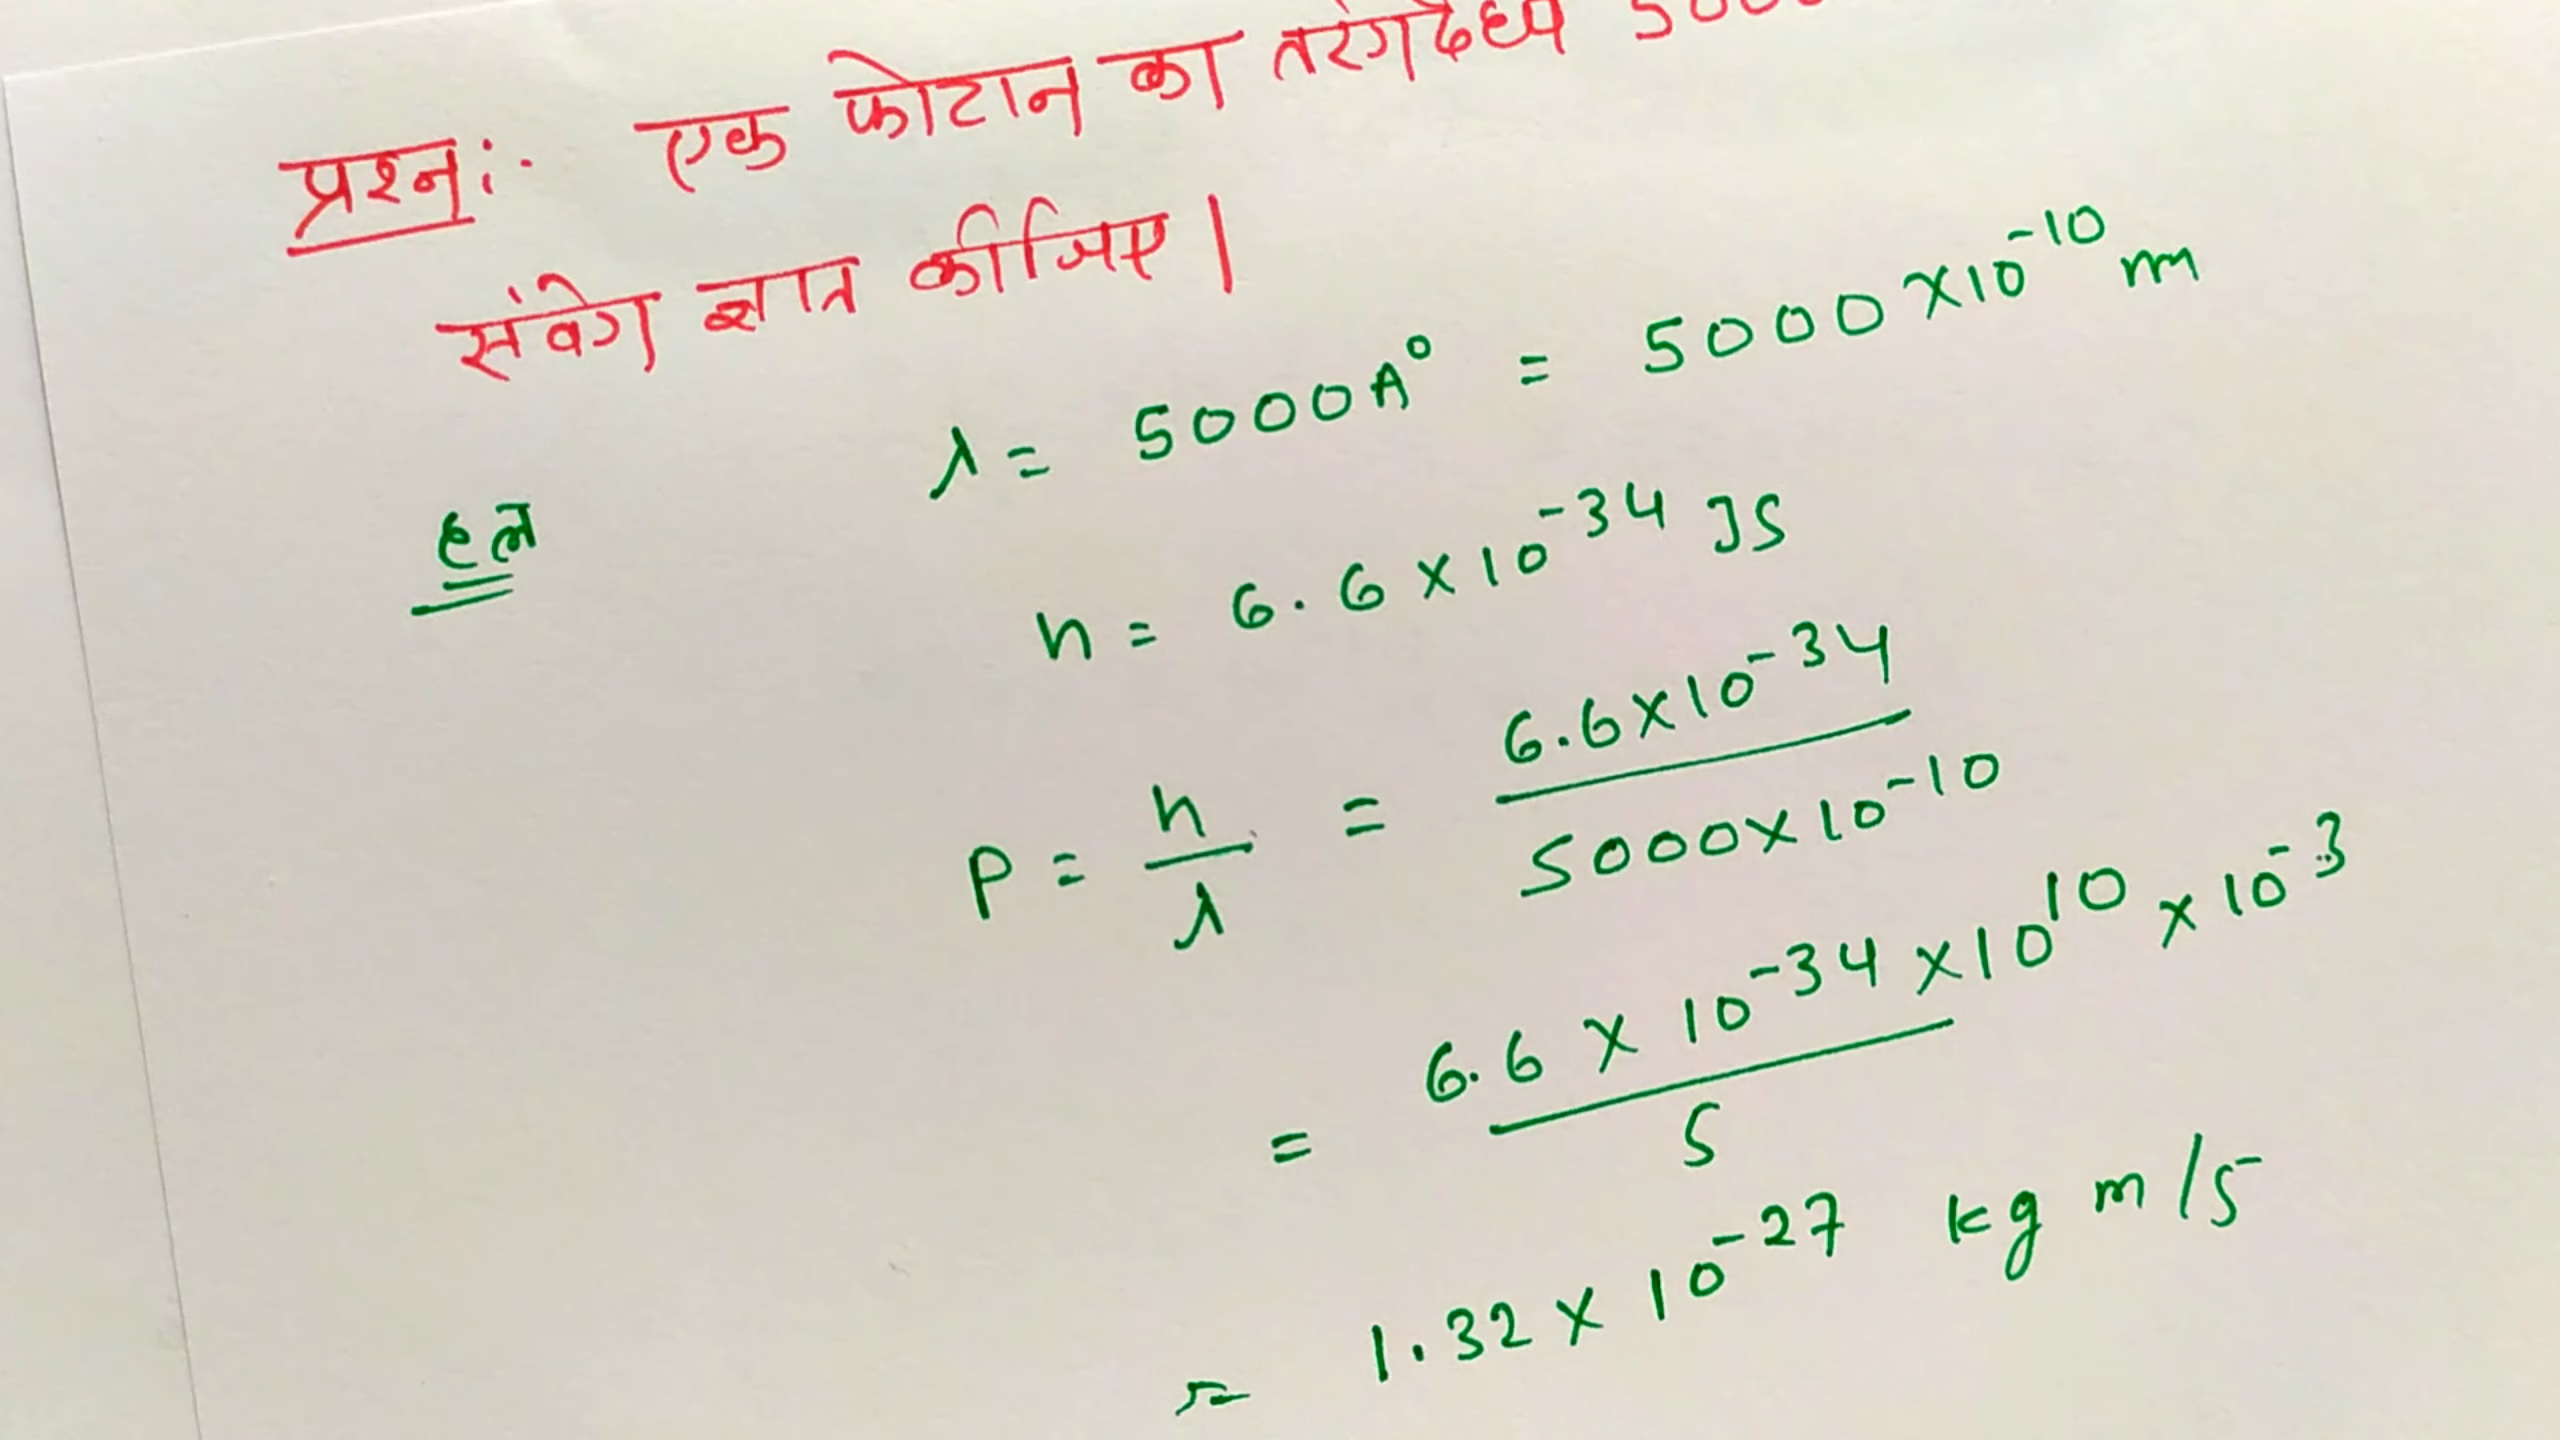 प्रश्न:- एक फोटान का तरंगदैर्ध्य 5000
संवेग ज्ञात कीजिए।
हल
λ = 5000A° = 5000×10⁻¹⁰ m
h = 6.6×10⁻³⁴ JS
P = h/λ = 6.6×10⁻³⁴/5000×10⁻¹⁰
= 6.6 × 10⁻³⁴ ×10¹⁰ × 10⁻³/5
= 1.32 × 10⁻²⁷ kg m/s